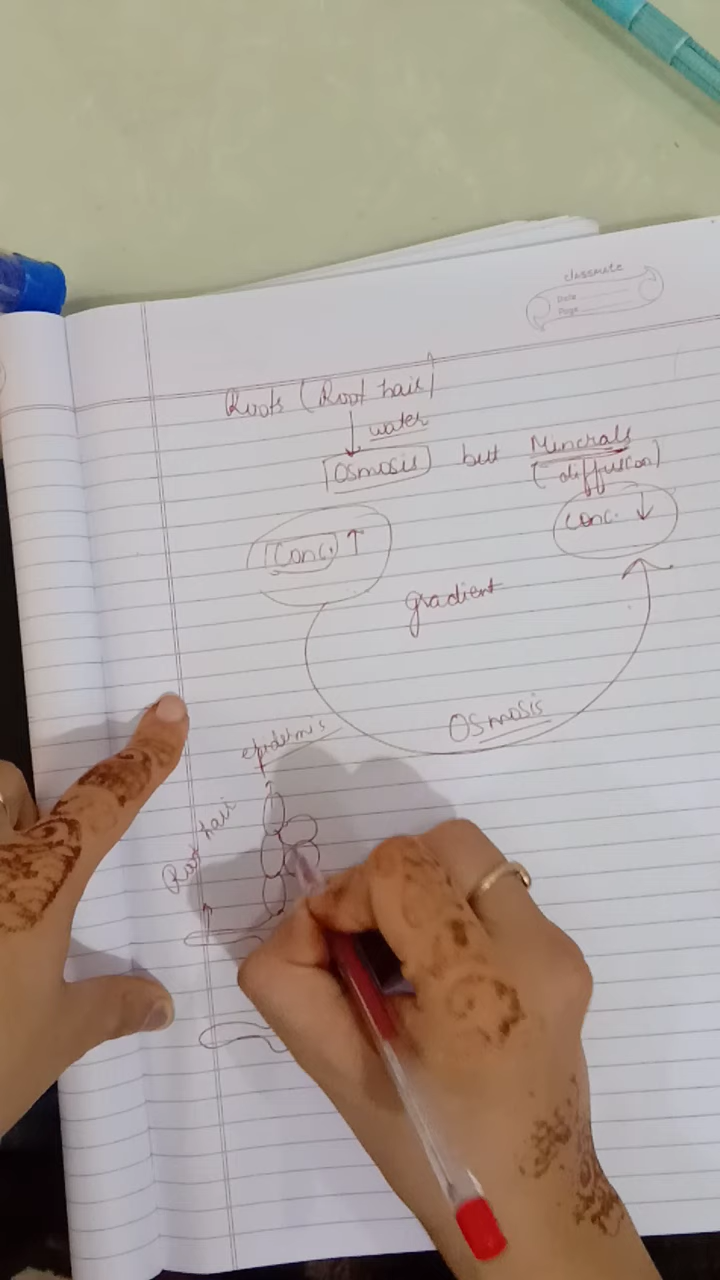 classmate
Date
Page
Roots (Root hair)
water
Osmosis but Minerals
(diffusion)
Conc. ↑
Conc. ↓
gradient
Osmosis
epidermis
Root hair